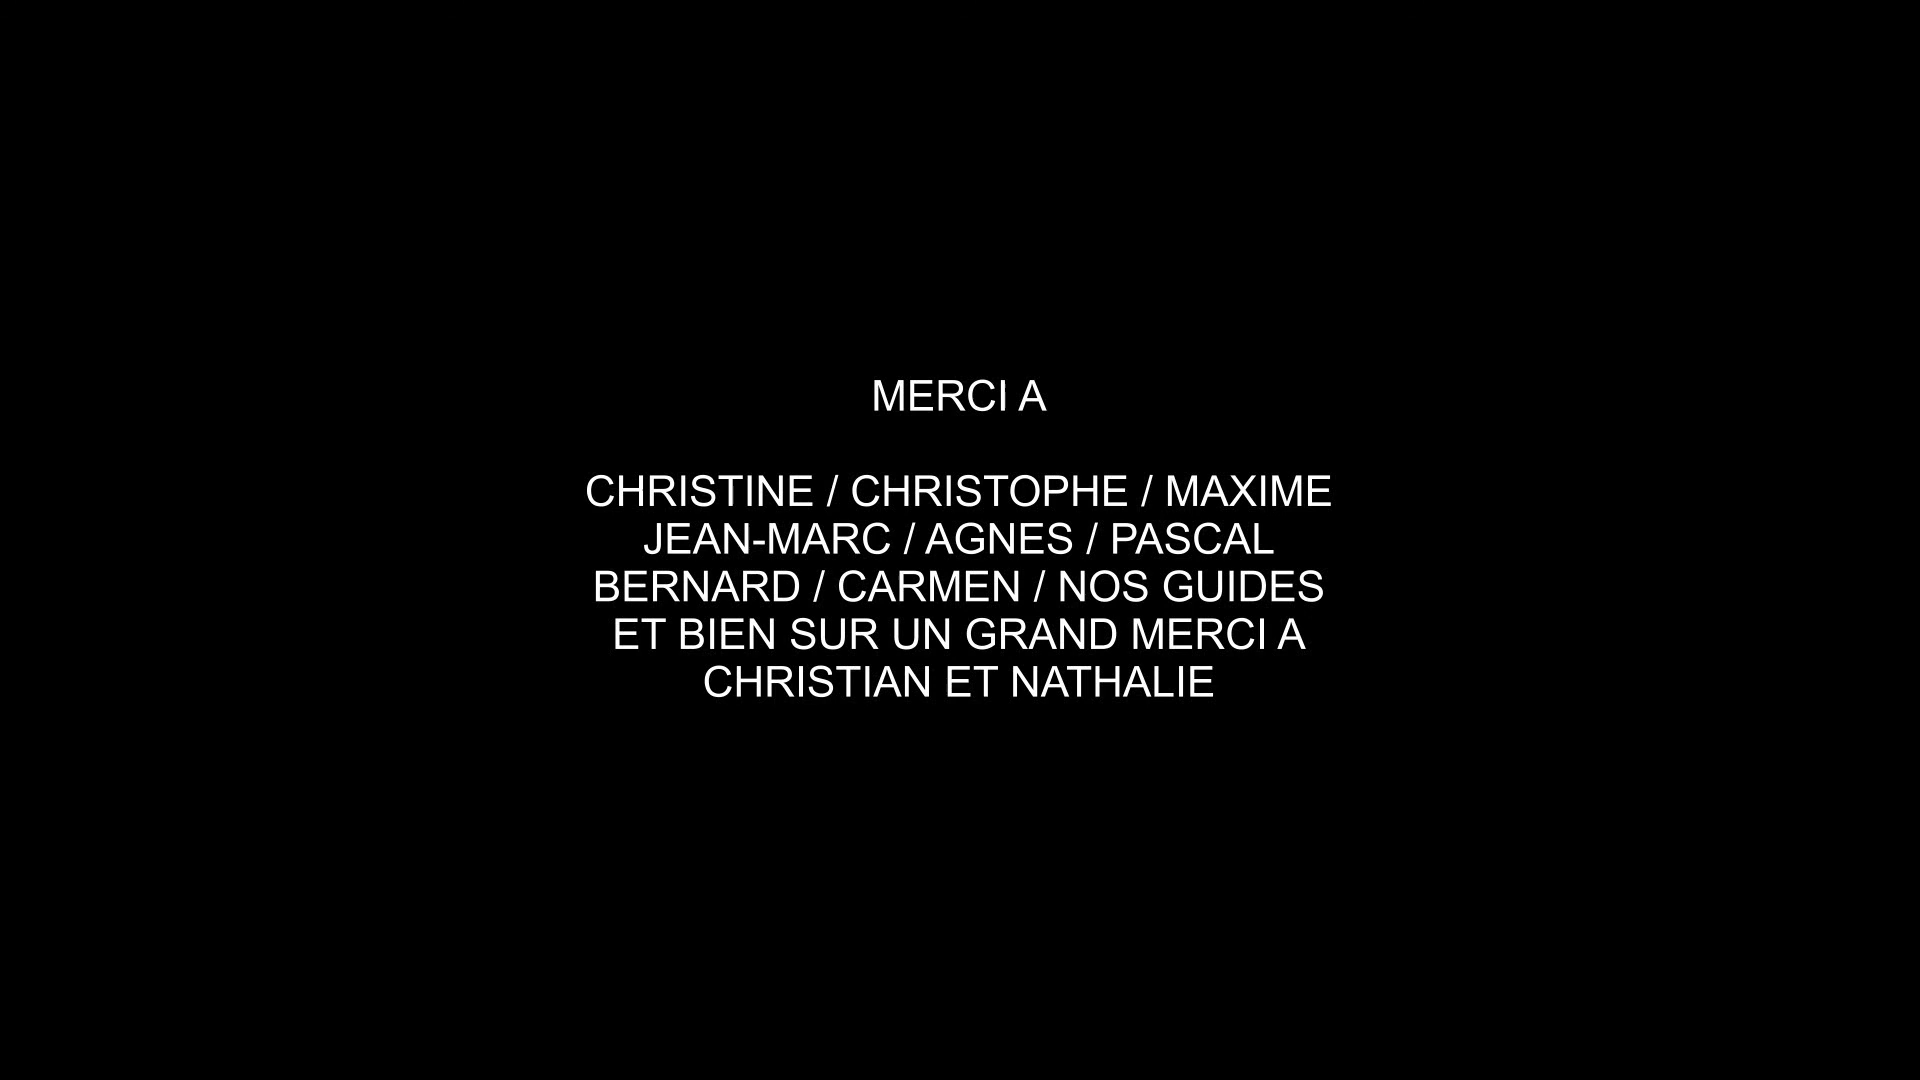 MERCI A
CHRISTINE / CHRISTOPHE / MAXIME
JEAN-MARC / AGNES / PASCAL
BERNARD / CARMEN / NOS GUIDES
ET BIEN SUR UN GRAND MERCI A
CHRISTIAN ET NATHALIE